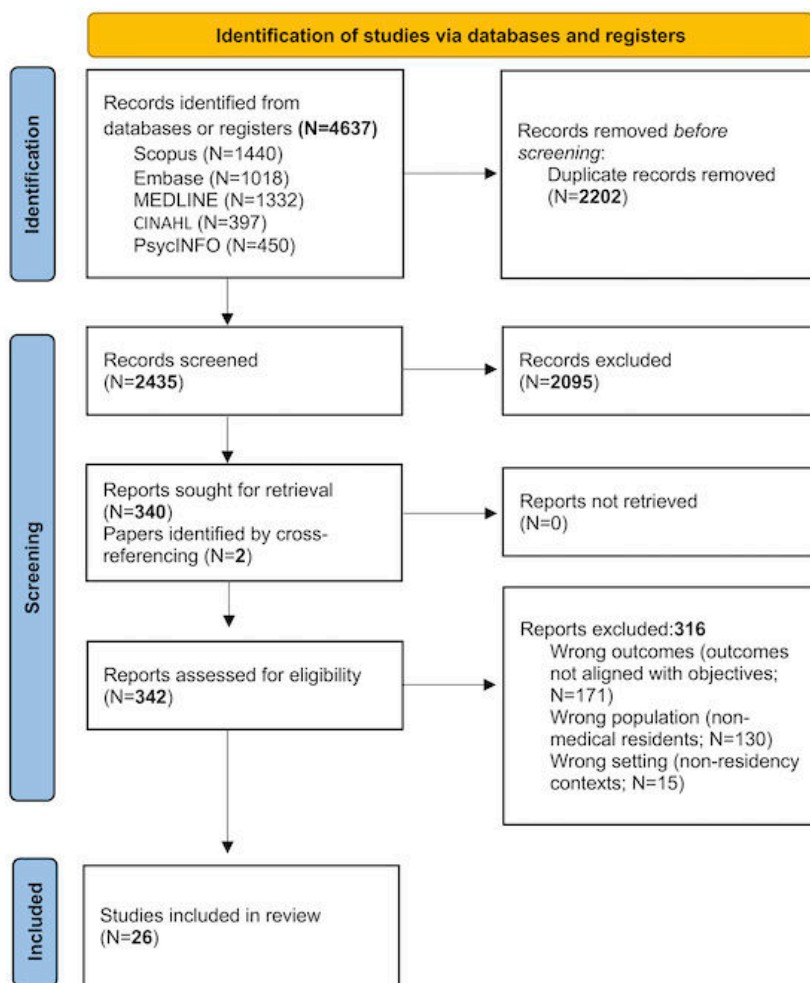 Identification of studies via databases and registers
Identification
Records identified from
databases or registers (N=4637)
Scopus (N=1440)
Embase (N=1018)
MEDLINE (N=1332)
CINAHL (N=397)
PsycINFO (N=450)
Records removed before
screening:
Duplicate records removed
(N=2202)
Screening
Records screened
(N=2435)
Records excluded
(N=2095)
Reports sought for retrieval
(N=340)
Papers identified by cross-
referencing (N=2)
Reports not retrieved
(N=0)
Reports assessed for eligibility
(N=342)
Reports excluded:316
Wrong outcomes (outcomes
not aligned with objectives;
N=171)
Wrong population (non-
medical residents; N=130)
Wrong setting (non-residency
contexts; N=15)
Included
Studies included in review
(N=26)